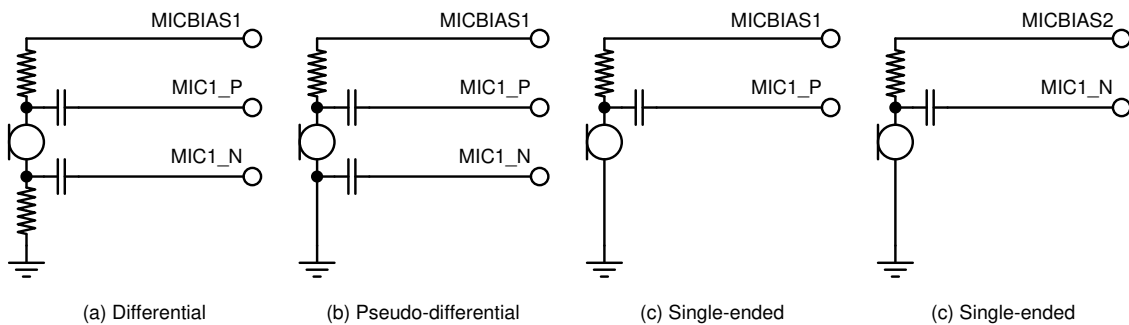 MICBIAS1
MICBIAS1
MICBIAS1
MICBIAS2
MIC1_P
MIC1_P
MIC1_P
MIC1_N
MIC1_N
MIC1_N
(a) Differential
(b) Pseudo-differential
(c) Single-ended
(c) Single-ended